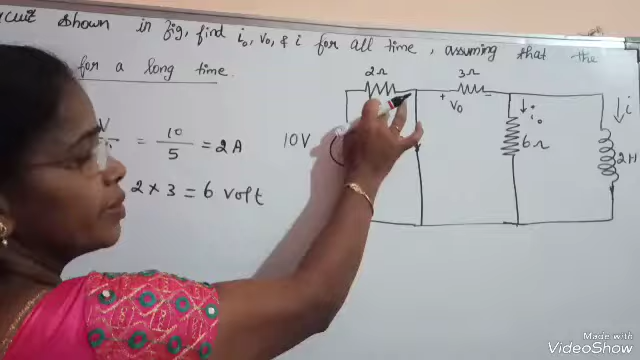 shown in fig, find i₀, v₀, & i for all time, assuming that the
for a long time.
2Ω 3Ω
+ V₀ - i₀ i
10V 6Ω 2H
V = 10/5 = 2A
2 × 3 = 6 volt
Made with
VideoShow